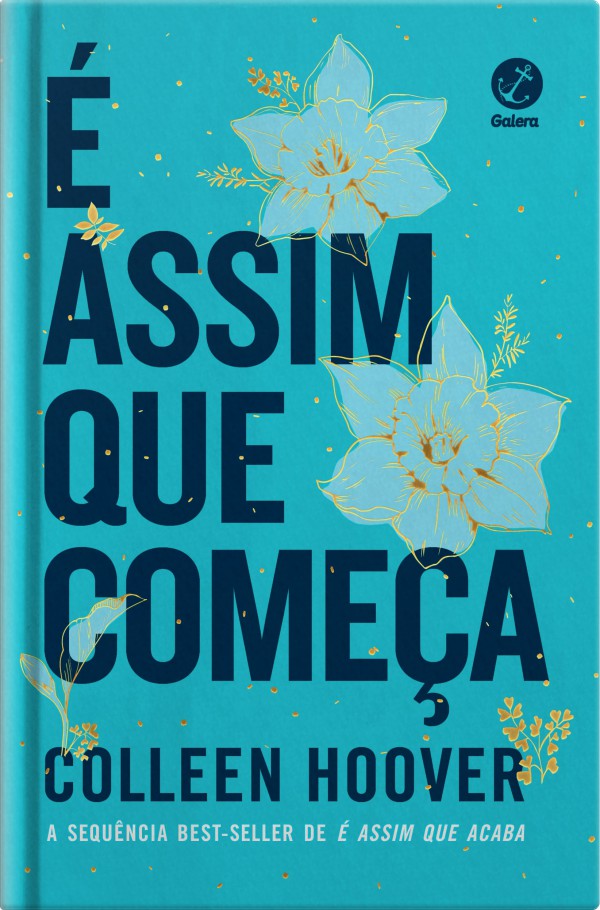 Galera
É
ASSIM
QUE
COMEÇA
COLLEEN HOOVER
A SEQUÊNCIA BEST-SELLER DE É ASSIM QUE ACABA